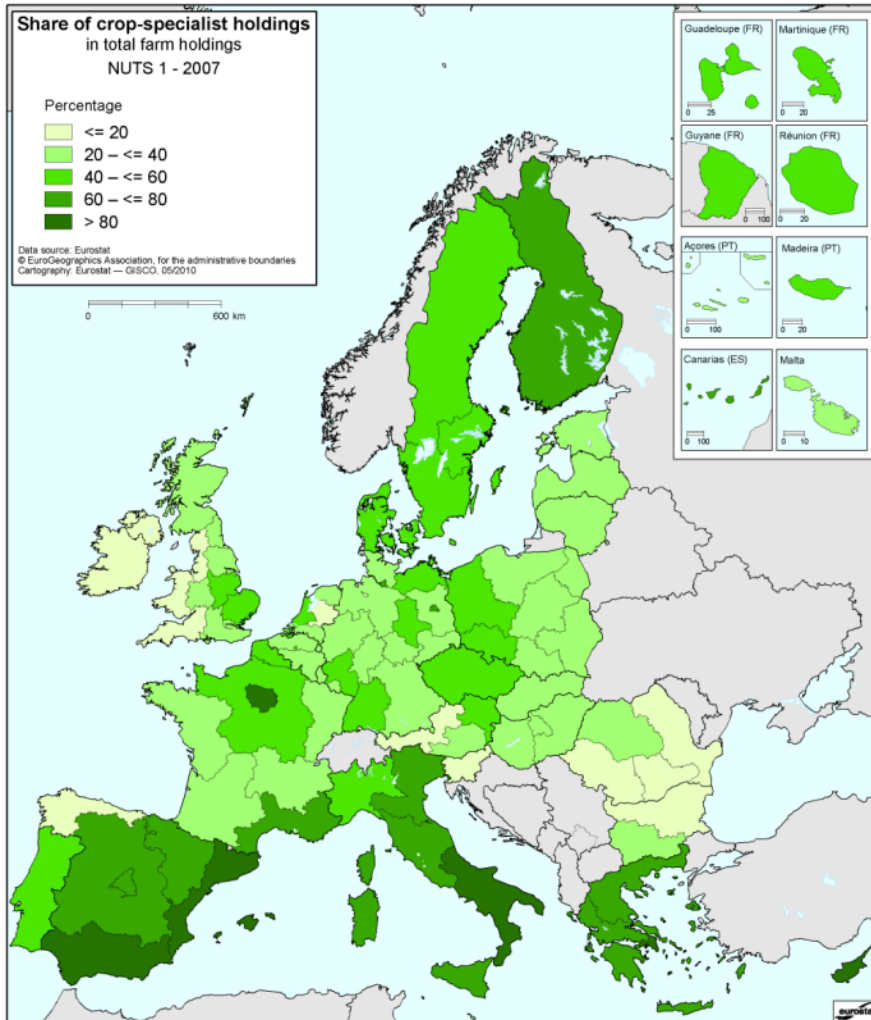 Share of crop-specialist holdings
in total farm holdings
NUTS 1 - 2007
Percentage
<= 20
20 – <= 40
40 – <= 60
60 – <= 80
> 80
Data source: Eurostat
© EuroGeographics Association, for the administrative boundaries
Cartography: Eurostat — GISCO, 05/2010
0 600 km
Guadeloupe (FR)
0 25
Martinique (FR)
0 20
Guyane (FR)
0 100
Réunion (FR)
0 20
Açores (PT)
0 100
Madeira (PT)
0 20
Canarias (ES)
0 100
Malta
0 10
eurostat